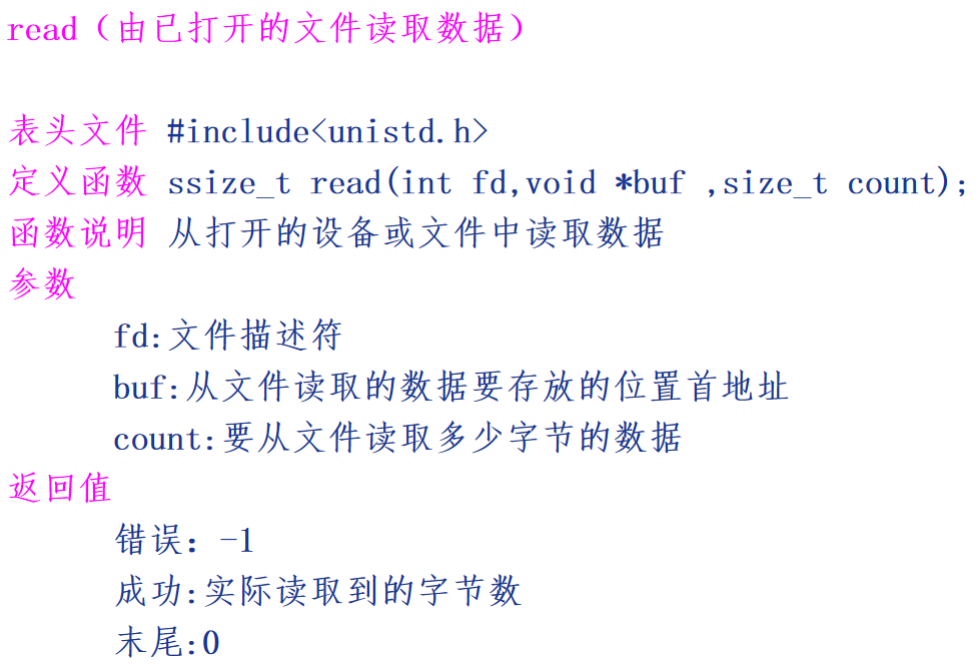 read（由已打开的文件读取数据）
表头文件 #include<unistd.h>
定义函数 ssize_t read(int fd,void *buf ,size_t count);
函数说明 从打开的设备或文件中读取数据
参数
fd:文件描述符
buf:从文件读取的数据要存放的位置首地址
count:要从文件读取多少字节的数据
返回值
错误：-1
成功:实际读取到的字节数
末尾:0